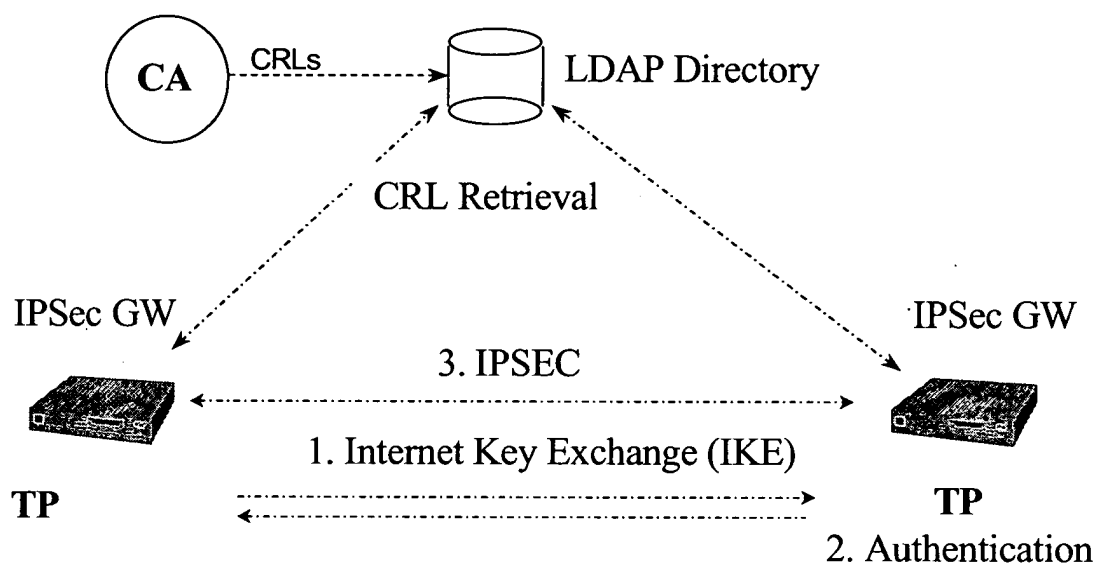 CA
CRLs
LDAP Directory
CRL Retrieval
IPSec GW
IPSec GW
3. IPSEC
1. Internet Key Exchange (IKE)
TP
TP
2. Authentication